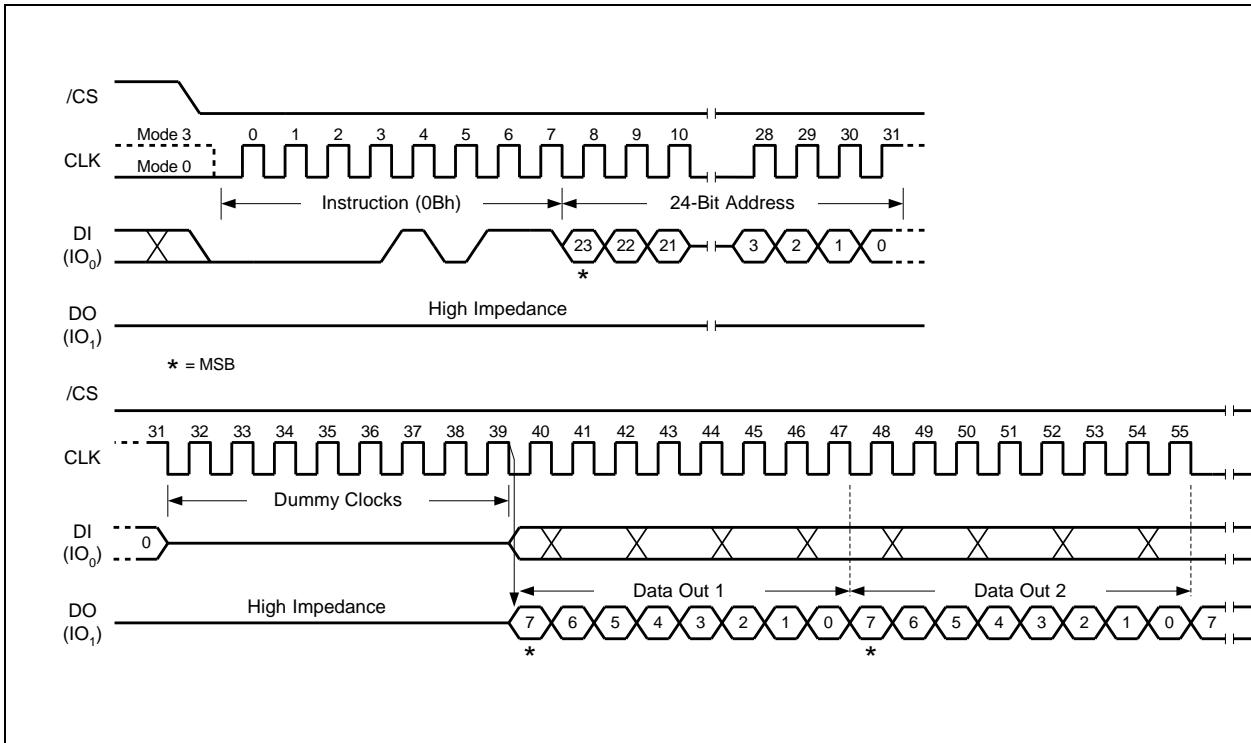 /CS
Mode 3
0 1 2 3 4 5 6 7 8 9 10 28 29 30 31
CLK
Mode 0
Instruction (0Bh) 24-Bit Address
DI
(IO0)
23 22 21 3 2 1 0
*
DO
(IO1)
High Impedance
* = MSB
/CS
31 32 33 34 35 36 37 38 39 40 41 42 43 44 45 46 47 48 49 50 51 52 53 54 55
CLK
Dummy Clocks
DI
(IO0)
0
Data Out 1 Data Out 2
DO
(IO1)
High Impedance
7 6 5 4 3 2 1 0 7 6 5 4 3 2 1 0 7
* *